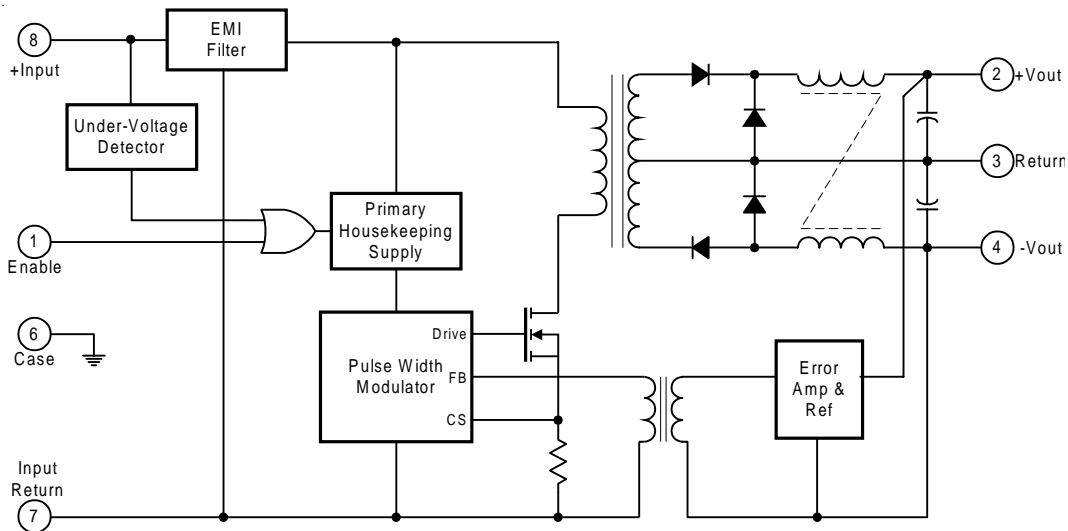 EMI
Filter
8
+Input
Under-Voltage
Detector
2
+Vout
3
Return
Primary
Housekeeping
Supply
1
Enable
4
-Vout
6
Case
Drive
Pulse Width
Modulator
FB
CS
Error
Amp &
Ref
Input
Return
7